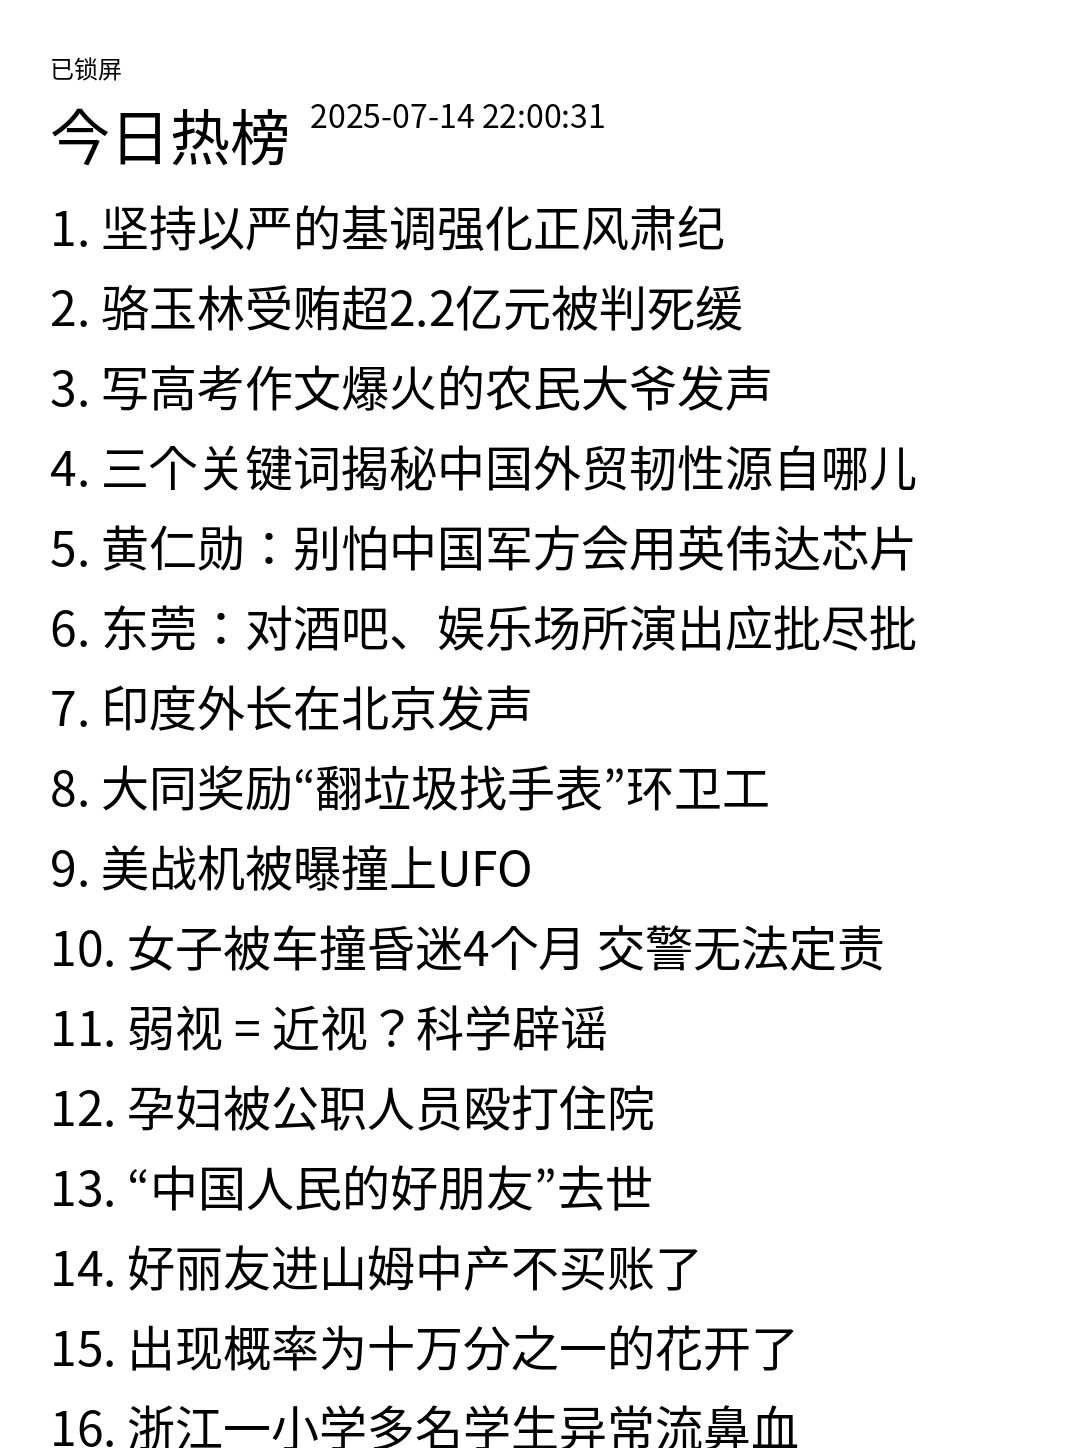 已锁屏
今日热榜 2025-07-14 22:00:31
1. 坚持以严的基调强化正风肃纪
2. 骆玉林受贿超2.2亿元被判死缓
3. 写高考作文爆火的农民大爷发声
4. 三个关键词揭秘中国外贸韧性源自哪儿
5. 黄仁勋：别怕中国军方会用英伟达芯片
6. 东莞：对酒吧、娱乐场所演出应批尽批
7. 印度外长在北京发声
8. 大同奖励“翻垃圾找手表”环卫工
9. 美战机被曝撞上UFO
10. 女子被车撞昏迷4个月 交警无法定责
11. 弱视 = 近视？科学辟谣
12. 孕妇被公职人员殴打住院
13. “中国人民的好朋友”去世
14. 好丽友进山姆中产不买账了
15. 出现概率为十万分之一的花开了
16. 浙江一小学多名学生异常流鼻血